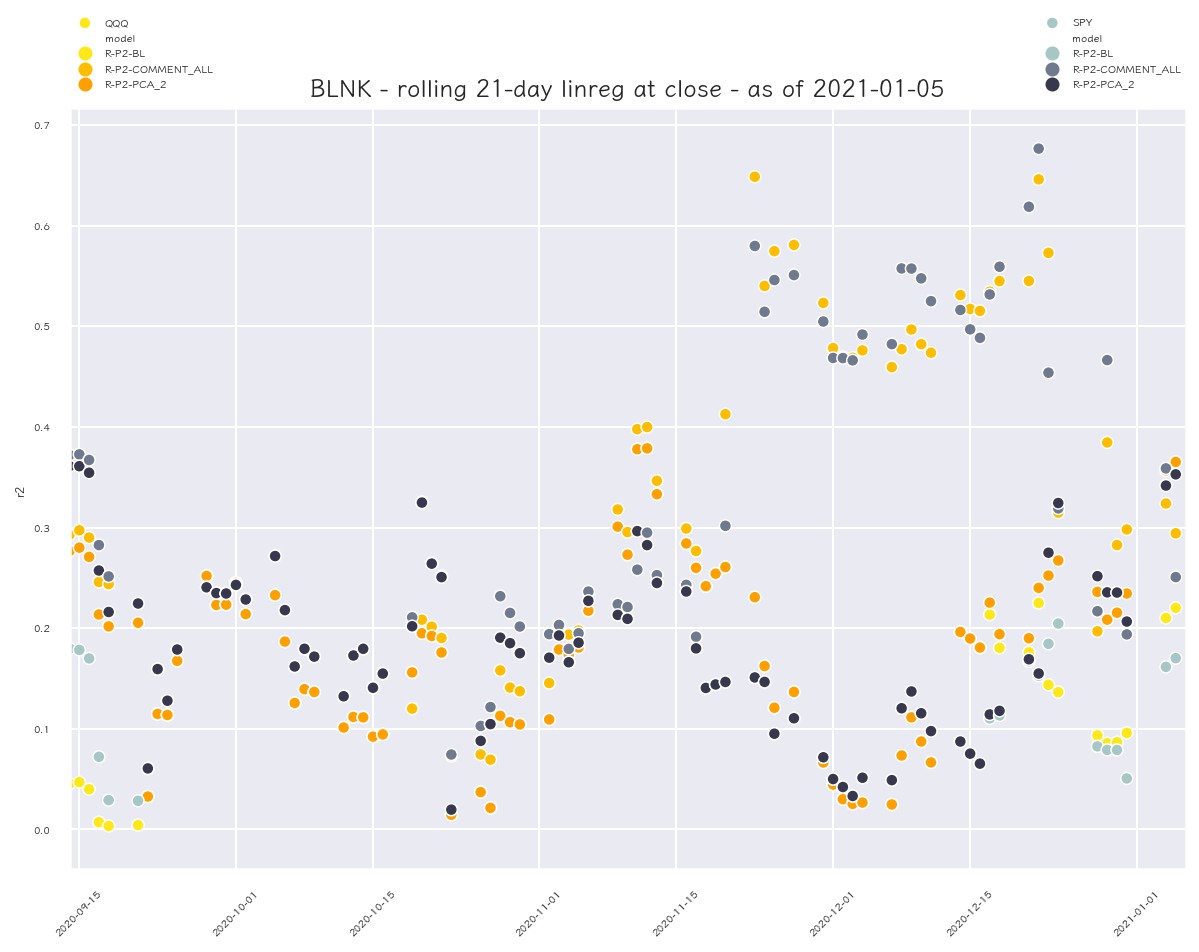 QQQ
model
R-P2-BL
R-P2-COMMENT_ALL
R-P2-PCA_2
SPY
model
R-P2-BL
R-P2-COMMENT_ALL
R-P2-PCA_2
BLNK - rolling 21-day linreg at close - as of 2021-01-05
0.7
0.6
0.5
0.4
0.3
0.2
0.1
0.0
r2
2020-09-15
2020-10-01
2020-10-15
2020-11-01
2020-11-15
2020-12-01
2020-12-15
2021-01-01